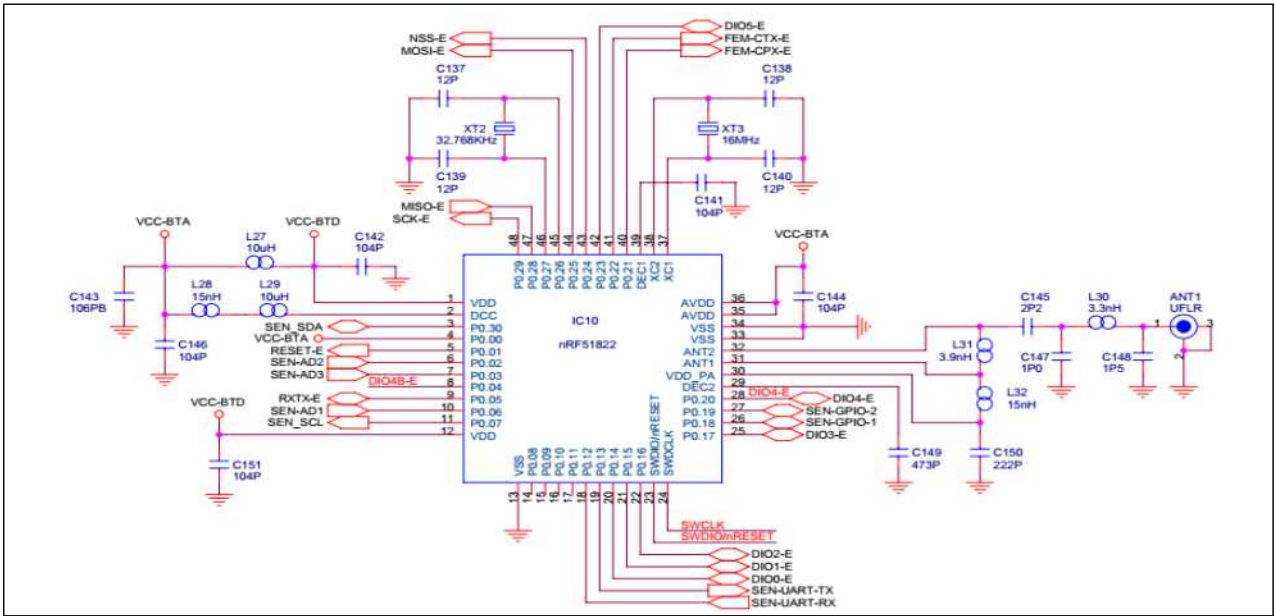 DIO5-E
NSS-E
FEM-CTX-E
MOSI-E
FEM-CPX-E
C137
12P
C138
12P
XT2
32.768KHz
XT3
16MHz
C139
12P
C140
12P
C141
104P
MISO-E
SCK-E
VCC-BTA
VCC-BTD
VCC-BTA
L27
10uH
C142
104P
48 47 46 45 44 43 42 41 40 39 38 37
P0.29 P0.28 P0.27 P0.26 P0.25 P0.24 P0.23 P0.22 P0.21 DEC1 XC2 XC1
C143
106PB
L28
15nH
L29
10uH
C144
104P
C145
2P2
L30
3.3nH
ANT1
UFLR
1
3
2
C146
104P
IC10
nRF51822
1 VDD
2 DCC
SEN_SDA 3 P0.30
VCC-BTA 4 P0.00
RESET-E 5 P0.01
SEN-AD2 6 P0.02
SEN-AD3 7 P0.03
DIO4B-E 8 P0.04
RXTX-E 9 P0.05
SEN-AD1 10 P0.06
SEN_SCL 11 P0.07
12 VDD
AVDD 36
AVDD 35
VSS 34
VSS 33
ANT2 32
ANT1 31
VDD_PA 30
DEC2 29
P0.20 28 DIO4-E DIO4-E
P0.19 27 SEN-GPIO-2
P0.18 26 SEN-GPIO-1
P0.17 25 DIO3-E
L31
3.9nH
C147
1P0
C148
1P5
L32
15nH
VCC-BTD
C151
104P
C149
473P
C150
222P
VSS P0.08 P0.09 P0.10 P0.11 P0.12 P0.13 P0.14 P0.15 P0.16 SWDIO/nRESET SWDCLK
13 14 15 16 17 18 19 20 21 22 23 24
SWCLK
SWDIO/nRESET
DIO2-E
DIO1-E
DIO0-E
SEN-UART-TX
SEN-UART-RX